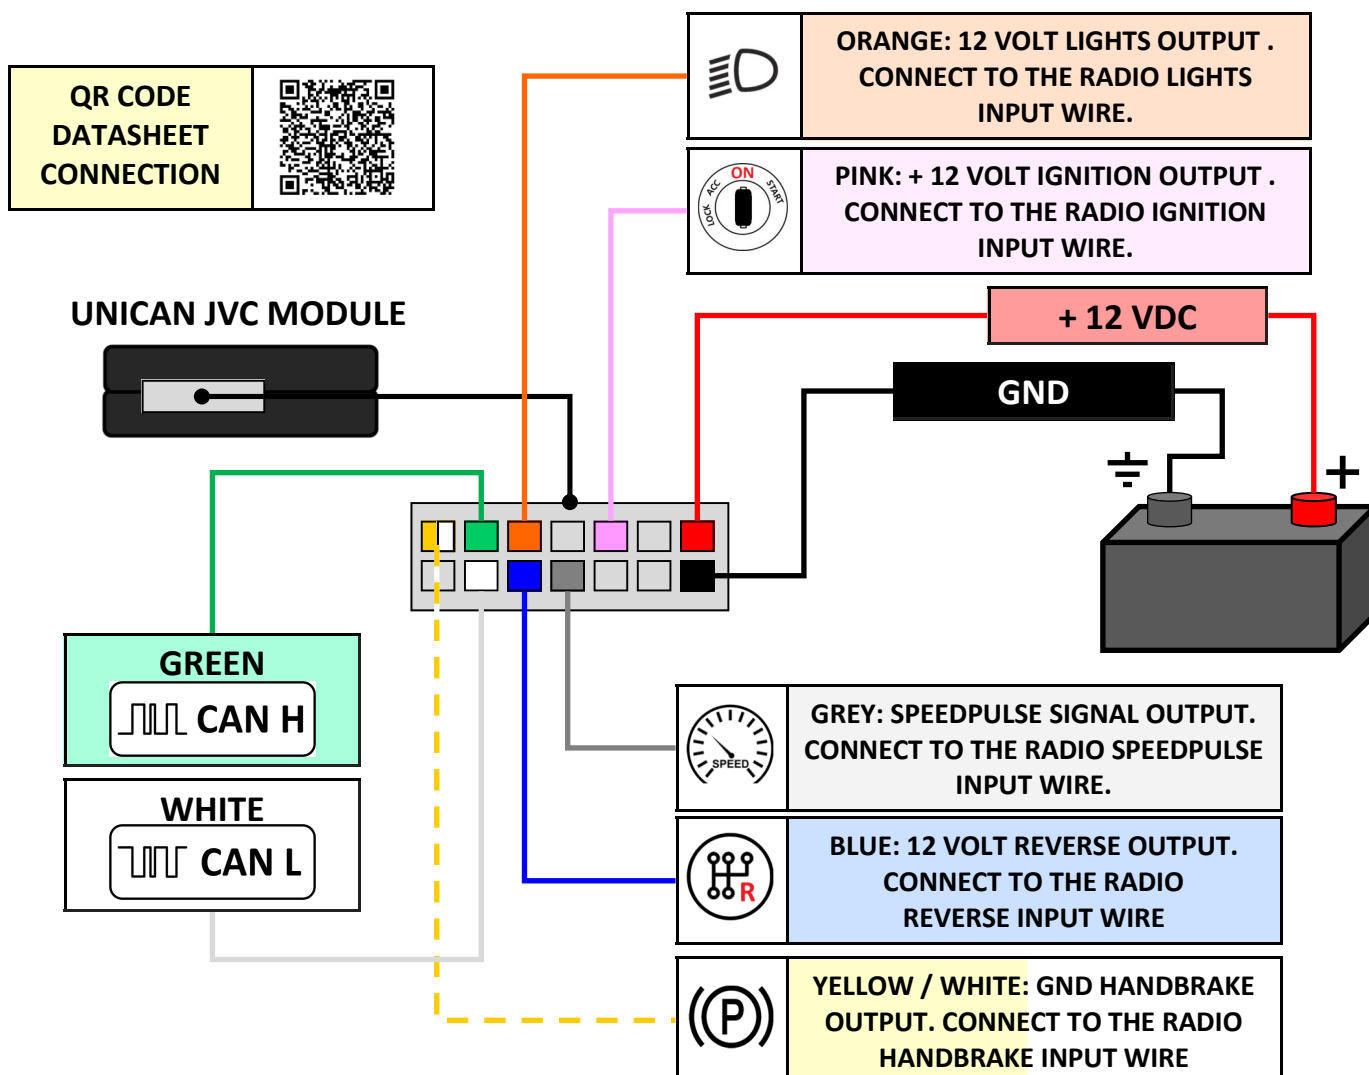 ORANGE: 12 VOLT LIGHTS OUTPUT .
CONNECT TO THE RADIO LIGHTS
INPUT WIRE.
QR CODE
DATASHEET
CONNECTION
LOCK ACC ON START
PINK: + 12 VOLT IGNITION OUTPUT .
CONNECT TO THE RADIO IGNITION
INPUT WIRE.
UNICAN JVC MODULE
+ 12 VDC
GND
+
GREEN
CAN H
WHITE
CAN L
SPEED
GREY: SPEEDPULSE SIGNAL OUTPUT.
CONNECT TO THE RADIO SPEEDPULSE
INPUT WIRE.
R
BLUE: 12 VOLT REVERSE OUTPUT.
CONNECT TO THE RADIO
REVERSE INPUT WIRE
P
YELLOW / WHITE: GND HANDBRAKE
OUTPUT. CONNECT TO THE RADIO
HANDBRAKE INPUT WIRE